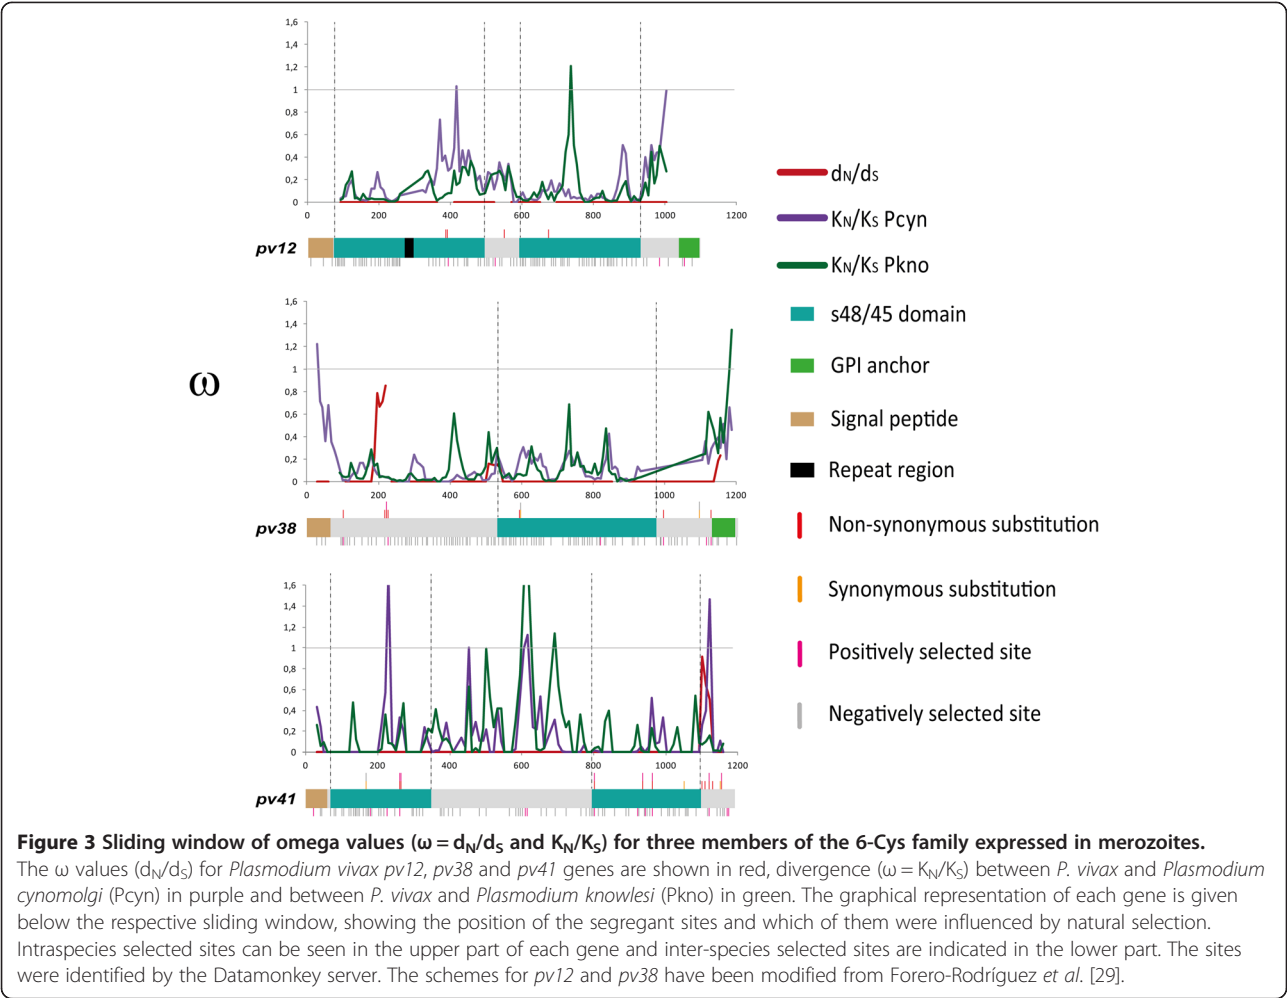 1,6
1,4
1,2
1
0,8
0,6
0,4
0,2
0
0 200 400 600 800 1000 1200
pv12
1,6
1,4
1,2
1
0,8
0,6
0,4
0,2
0
0 200 400 600 800 1000 1200
pv38
ω
1,6
1,4
1,2
1
0,8
0,6
0,4
0,2
0
0 200 400 600 800 1000 1200
pv41
dN/dS
KN/KS Pcyn
KN/KS Pkno
s48/45 domain
GPI anchor
Signal peptide
Repeat region
Non-synonymous substitution
Synonymous substitution
Positively selected site
Negatively selected site
Figure 3 Sliding window of omega values (ω = dN/dS and KN/KS) for three members of the 6-Cys family expressed in merozoites.
The ω values (dN/dS) for Plasmodium vivax pv12, pv38 and pv41 genes are shown in red, divergence (ω = KN/KS) between P. vivax and Plasmodium
cynomolgi (Pcyn) in purple and between P. vivax and Plasmodium knowlesi (Pkno) in green. The graphical representation of each gene is given
below the respective sliding window, showing the position of the segregant sites and which of them were influenced by natural selection.
Intraspecies selected sites can be seen in the upper part of each gene and inter-species selected sites are indicated in the lower part. The sites
were identified by the Datamonkey server. The schemes for pv12 and pv38 have been modified from Forero-Rodríguez et al. [29].